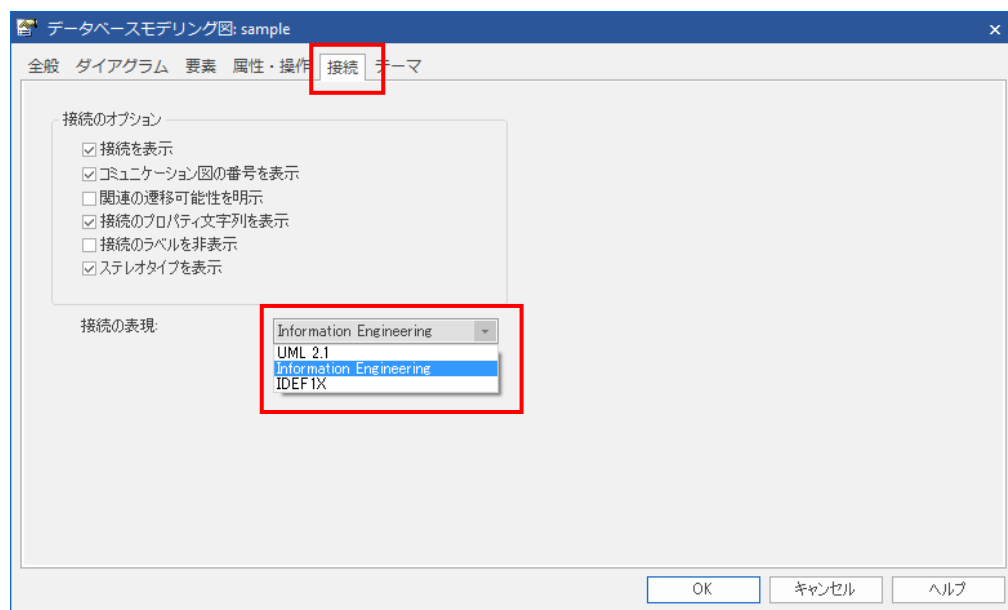 データベースモデリング図: sample
全般 ダイアグラム 要素 属性・操作 接続 テーマ
接続のオプション
接続を表示
コミュニケーション図の番号を表示
関連の遷移可能性を明示
接続のプロパティ文字列を表示
接続のラベルを非表示
ステレオタイプを表示
接続の表現: Information Engineering
UML 2.1
Information Engineering
IDEF1X
OK キャンセル ヘルプ